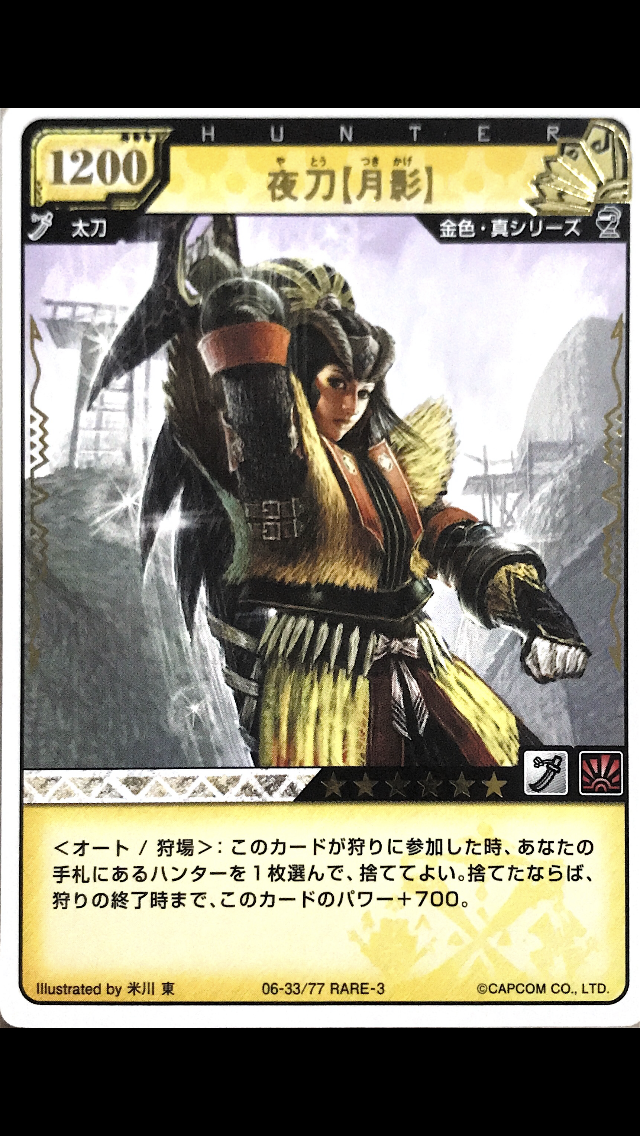 HUNTER
1200
やとう つきかげ
夜刀【月影】
太刀
金色・真シリーズ
<オート / 狩場>：このカードが狩りに参加した時、あなたの
手札にあるハンターを1枚選んで、捨ててよい。捨てたならば、
狩りの終了時まで、このカードのパワー＋700。
Illustrated by 米川 東
06-33/77 RARE-3
©CAPCOM CO., LTD.